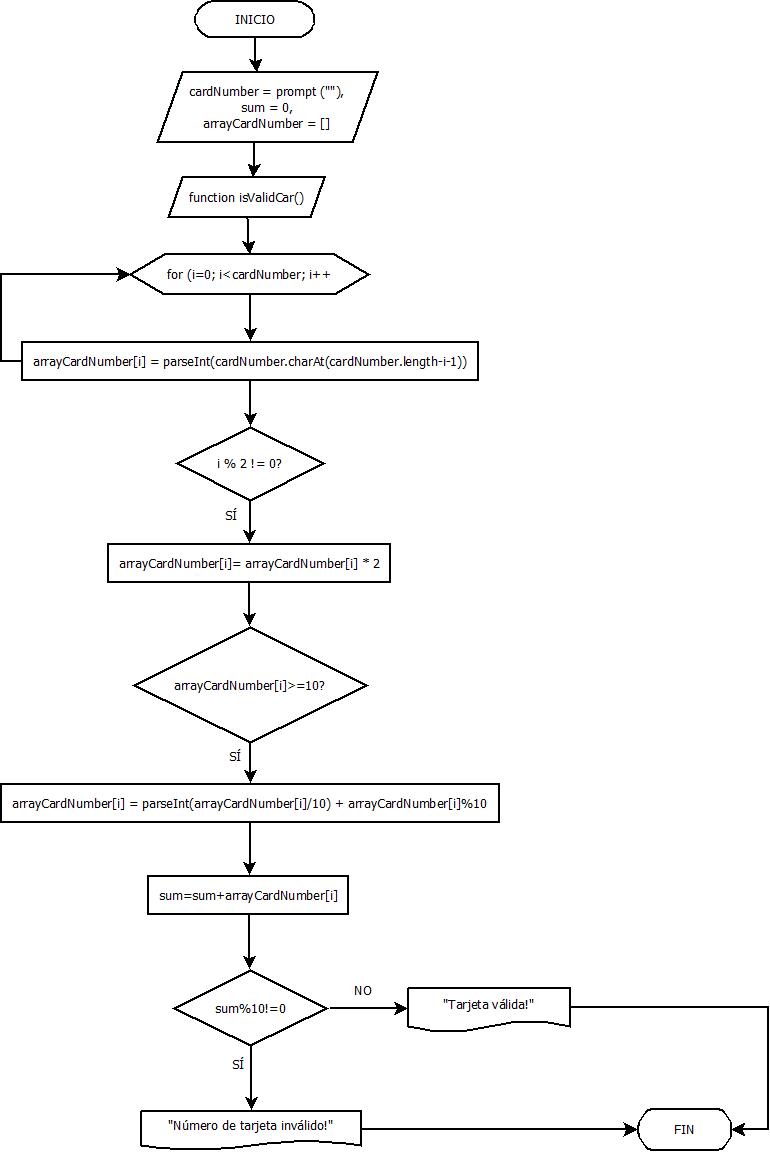 INICIO
cardNumber = prompt (""),
sum = 0,
arrayCardNumber = []
function isValidCar()
for (i=0; i<cardNumber; i++
arrayCardNumber[i] = parseInt(cardNumber.charAt(cardNumber.length-i-1))
i % 2 != 0?
SÍ
arrayCardNumber[i]= arrayCardNumber[i] * 2
arrayCardNumber[i]>=10?
SÍ
arrayCardNumber[i] = parseInt(arrayCardNumber[i]/10) + arrayCardNumber[i]%10
sum=sum+arrayCardNumber[i]
sum%10!=0
NO
"Tarjeta válida!"
SÍ
"Número de tarjeta inválido!"
FIN